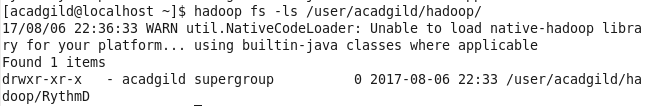 [acadgild@localhost ~]$ hadoop fs -ls /user/acadgild/hadoop/
17/08/06 22:36:33 WARN util.NativeCodeLoader: Unable to load native-hadoop libra
ry for your platform... using builtin-java classes where applicable
Found 1 items
drwxr-xr-x   - acadgild supergroup          0 2017-08-06 22:33 /user/acadgild/ha
doop/RythmD